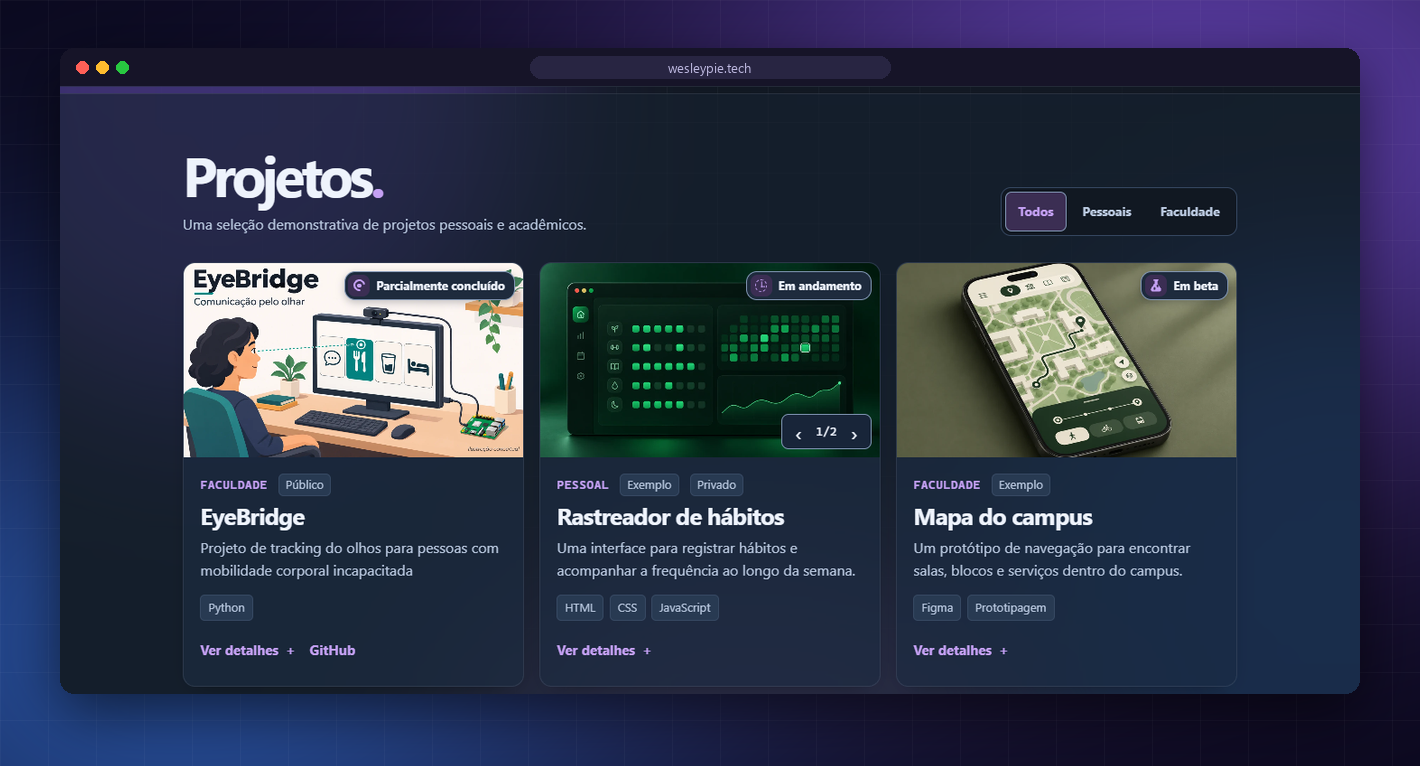 wesleypie.tech
Projetos.
Uma seleção demonstrativa de projetos pessoais e acadêmicos.
Todos Pessoais Faculdade
EyeBridge
Comunicação pelo olhar
Parcialmente concluído
Em andamento
1/2
Em beta
FACULDADE Público
EyeBridge
Projeto de tracking do olhos para pessoas com
mobilidade corporal incapacitada
Python
Ver detalhes + GitHub
PESSOAL Exemplo Privado
Rastreador de hábitos
Uma interface para registrar hábitos e
acompanhar a frequência ao longo da semana.
HTML CSS JavaScript
Ver detalhes +
FACULDADE Exemplo
Mapa do campus
Um protótipo de navegação para encontrar
salas, blocos e serviços dentro do campus.
Figma Prototipagem
Ver detalhes +